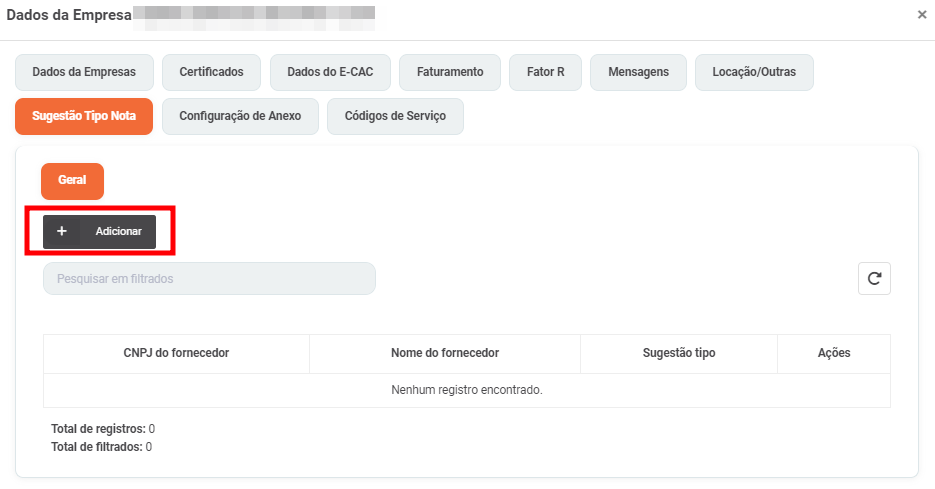 Dados da Empresa
×
Dados da Empresas Certificados Dados do E-CAC Faturamento Fator R Mensagens Locação/Outras
Sugestão Tipo Nota Configuração de Anexo Códigos de Serviço
Geral
+ Adicionar
Pesquisar em filtrados
CNPJ do fornecedor Nome do fornecedor Sugestão tipo Ações
Nenhum registro encontrado.
Total de registros: 0
Total de filtrados: 0